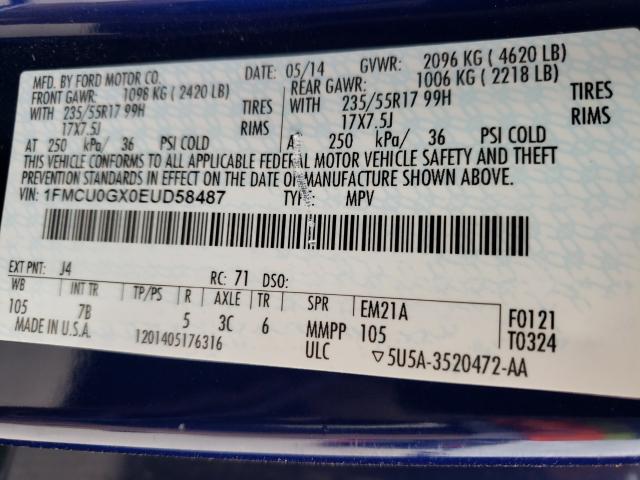 MFD. BY FORD MOTOR CO. DATE: 05/14 GVWR: 2096 KG (4620 LB)
FRONT GAWR: 1098 KG (2420 LB) REAR GAWR: 1006 KG (2218 LB)
WITH 235/55R17 99H TIRES WITH 235/55R17 99H TIRES
17X7.5J RIMS 17X7.5J RIMS
AT 250 kPa/ 36 PSI COLD AT 250 kPa/ 36 PSI COLD
THIS VEHICLE CONFORMS TO ALL APPLICABLE FEDERAL MOTOR VEHICLE SAFETY AND THEFT
PREVENTION STANDARDS IN EFFECT ON THE DATE OF MANUFACTURE SHOWN ABOVE.
VIN: 1FMCU0GX0EUD58487 TYPE: MPV
EXT PNT: J4 RC: 71 DSO:
WB INT TR TP/PS R AXLE TR SPR EM21A F0121
105 7B 5 3C 6 MMPP 105 T0324
MADE IN U.S.A. 1201405176316 ULC ▽5U5A-3520472-AA